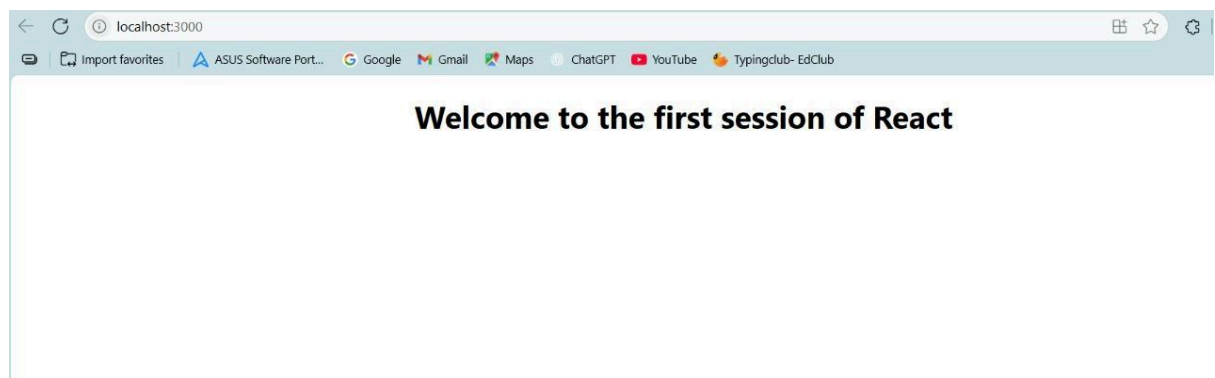 localhost:3000
Import favorites ASUS Software Port... Google Gmail Maps ChatGPT YouTube Typingclub- EdClub
Welcome to the first session of React